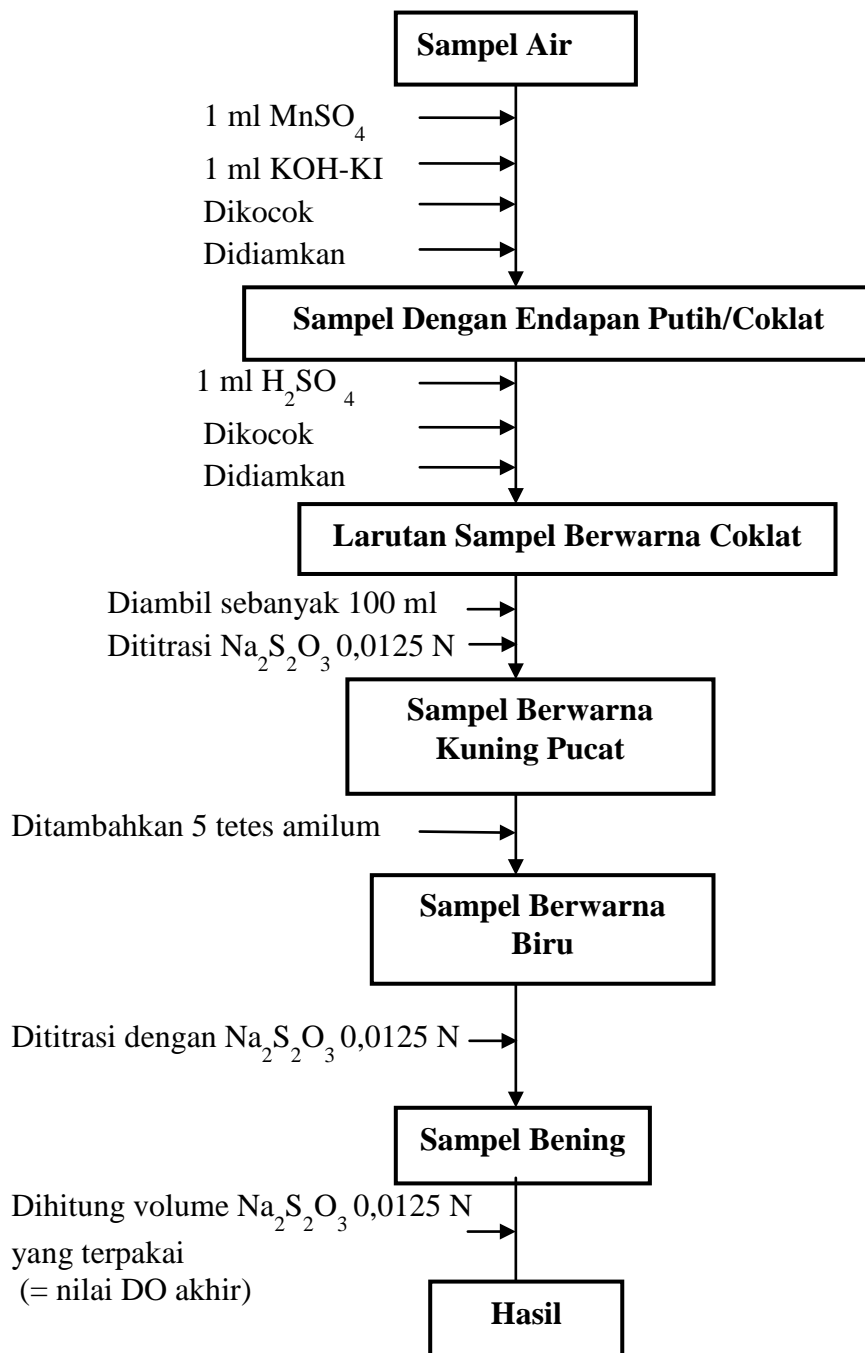 Sampel Air
1 ml MnSO4
1 ml KOH-KI
Dikocok
Didiamkan
Sampel Dengan Endapan Putih/Coklat
1 ml H2SO 4
Dikocok
Didiamkan
Larutan Sampel Berwarna Coklat
Diambil sebanyak 100 ml
Dititrasi Na2S2O3 0,0125 N
Sampel Berwarna
Kuning Pucat
Ditambahkan 5 tetes amilum
Sampel Berwarna
Biru
Dititrasi dengan Na2S2O3 0,0125 N
Sampel Bening
Dihitung volume Na2S2O3 0,0125 N
yang terpakai
(= nilai DO akhir)
Hasil